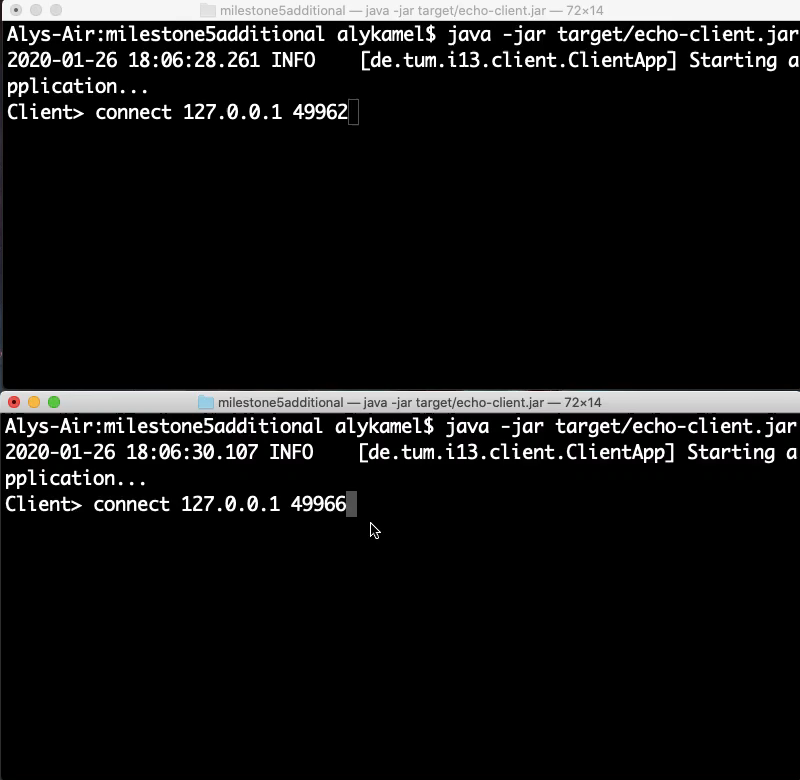 milestone5additional — java -jar target/echo-client.jar — 72×14
Alys-Air:milestone5additional alykamel$ java -jar target/echo-client.jar
2020-01-26 18:06:28.261 INFO    [de.tum.i13.client.ClientApp] Starting a
pplication...
Client> connect 127.0.0.1 49962
milestone5additional — java -jar target/echo-client.jar — 72×14
Alys-Air:milestone5additional alykamel$ java -jar target/echo-client.jar
2020-01-26 18:06:30.107 INFO    [de.tum.i13.client.ClientApp] Starting a
pplication...
Client> connect 127.0.0.1 49966